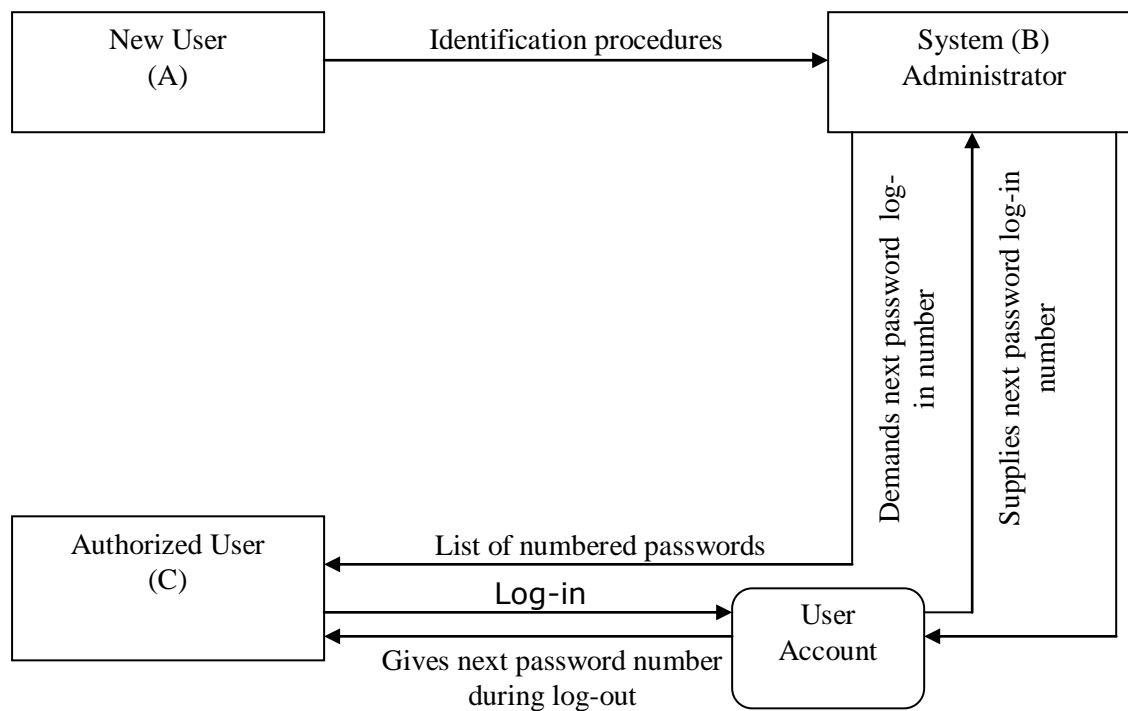 New User
(A)
Identification procedures
System (B)
Administrator
Demands next password  log-
in number
Supplies next password log-in
number
Authorized User
(C)
List of numbered passwords
Log-in
User
Account
Gives next password number
during log-out